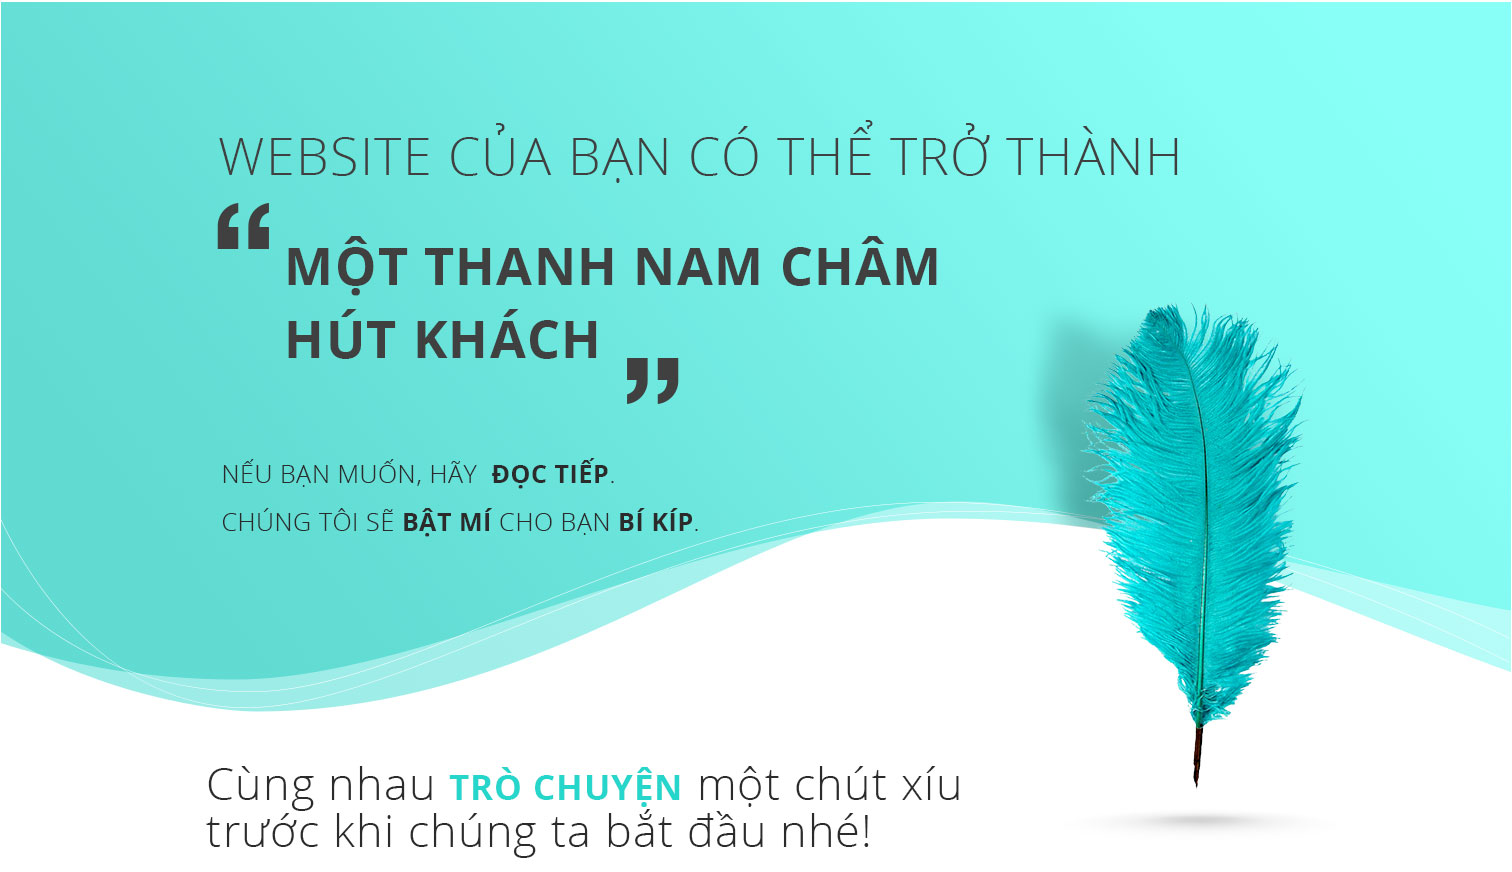 WEBSITE CỦA BẠN CÓ THỂ TRỞ THÀNH
“ MỘT THANH NAM CHÂM
HÚT KHÁCH ”
NẾU BẠN MUỐN, HÃY ĐỌC TIẾP.
CHÚNG TÔI SẼ BẬT MÍ CHO BẠN BÍ KÍP.
Cùng nhau TRÒ CHUYỆN một chút xíu
trước khi chúng ta bắt đầu nhé!